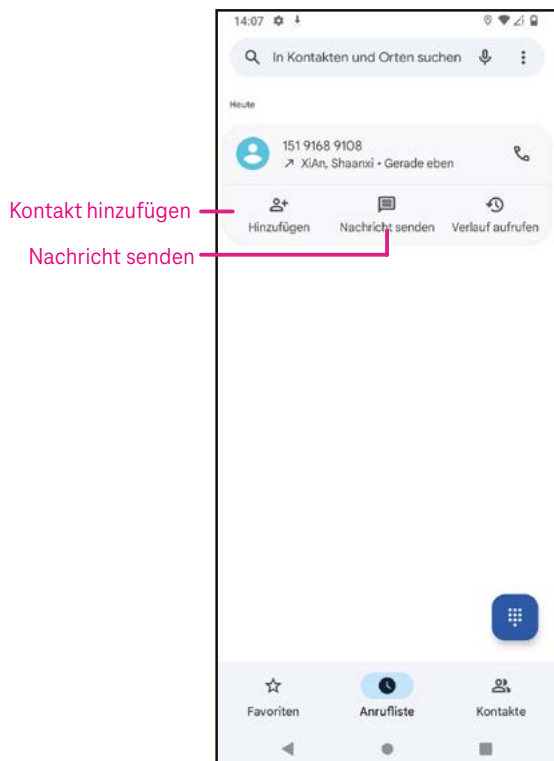 14:07
In Kontakten und Orten suchen
Heute
151 9168 9108
XiAn, Shaanxi • Gerade eben
Kontakt hinzufügen
Hinzufügen Nachricht senden Verlauf aufrufen
Nachricht senden
Favoriten Anrufliste Kontakte